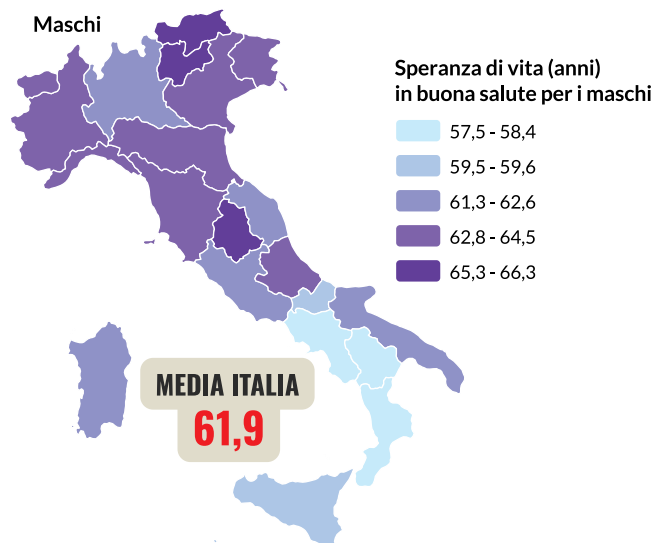 Maschi
Speranza di vita (anni)
in buona salute per i maschi
57,5 - 58,4
59,5 - 59,6
61,3 - 62,6
62,8 - 64,5
65,3 - 66,3
MEDIA ITALIA
61,9